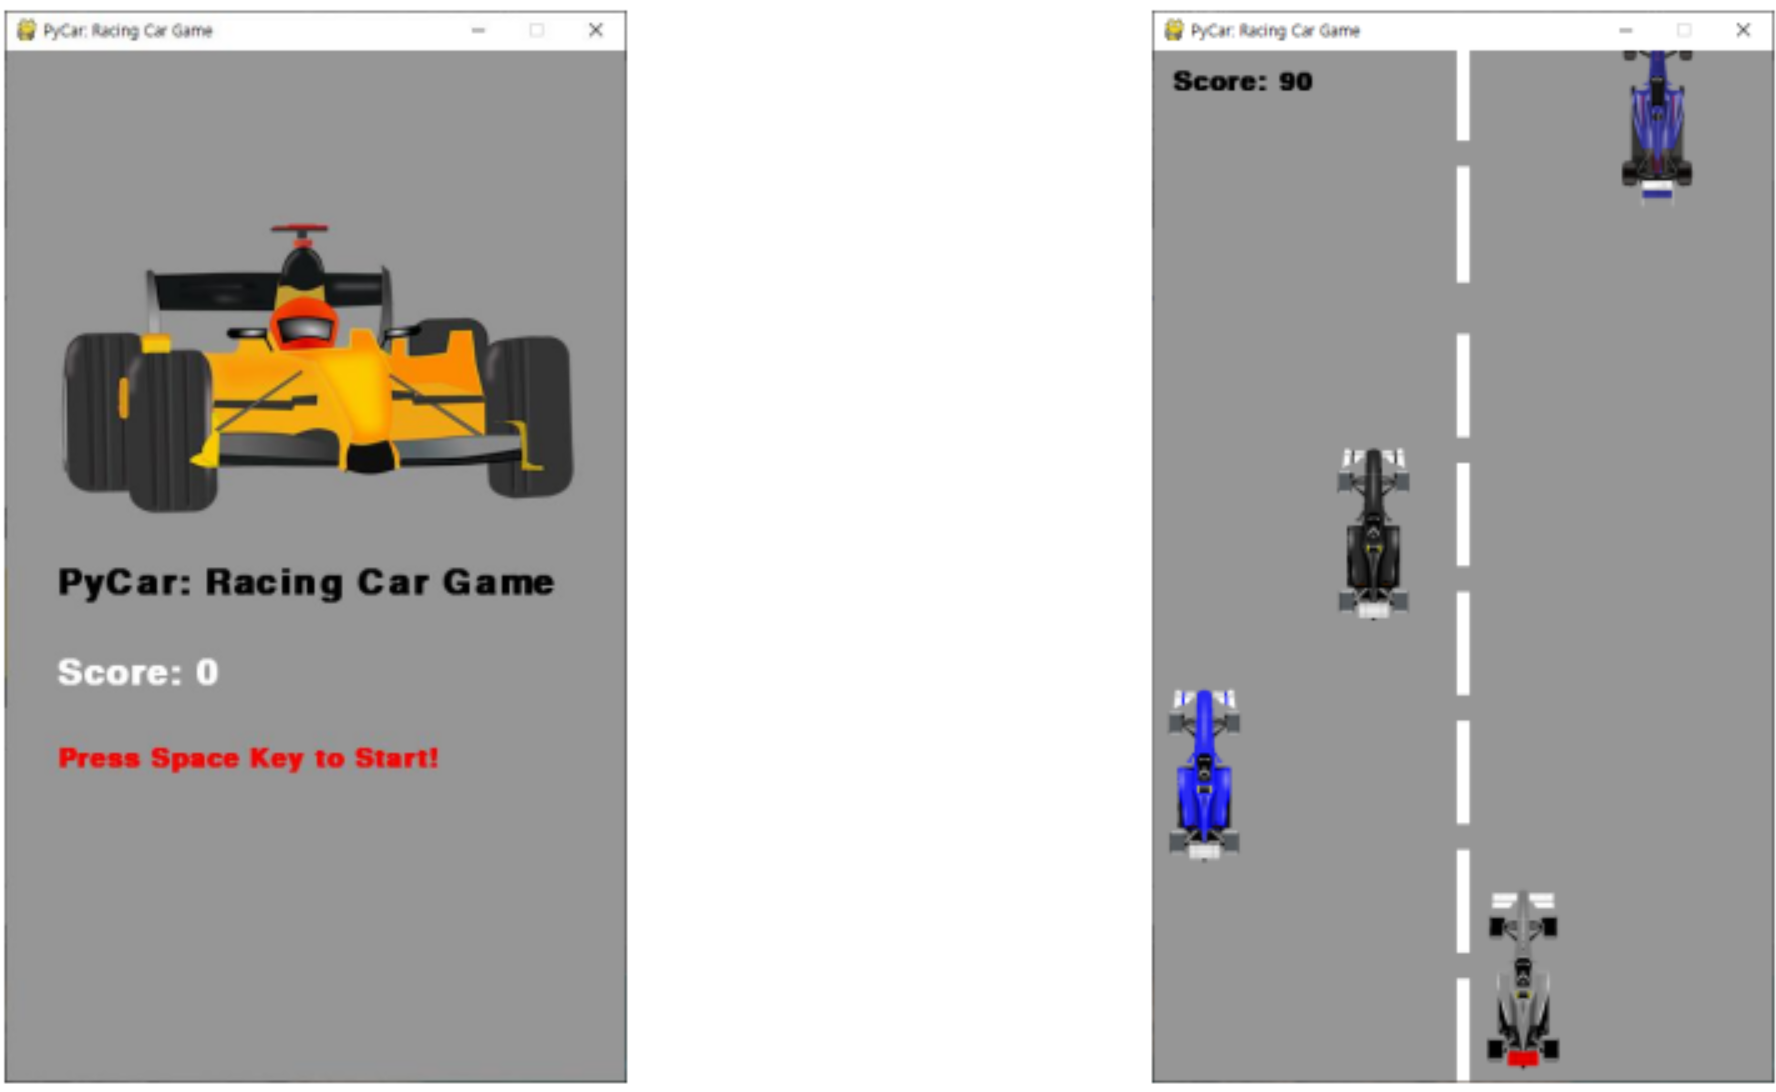 PyCar: Racing Car Game
PyCar: Racing Car Game
Score: 0
Press Space Key to Start!
PyCar: Racing Car Game
Score: 90